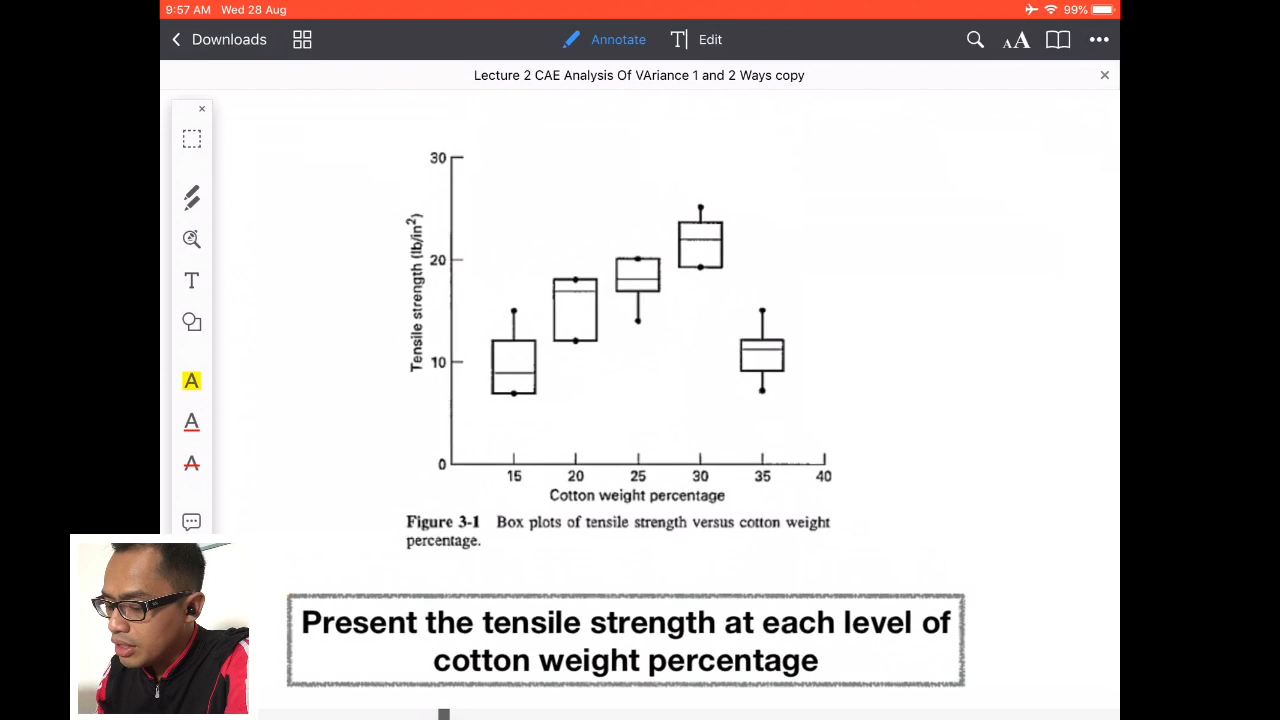 9:57 AM Wed 28 Aug 99%
Downloads Annotate T Edit AA
Lecture 2 CAE Analysis Of VAriance 1 and 2 Ways copy
T
A
A
A
30
20
10
0
Tensile strength (lb/in²)
15 20 25 30 35 40
Cotton weight percentage
Figure 3-1 Box plots of tensile strength versus cotton weight
percentage.
Present the tensile strength at each level of
cotton weight percentage